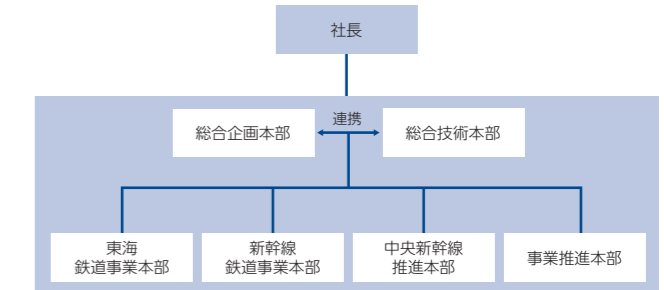 社長
総合企画本部
連携
総合技術本部
東海
鉄道事業本部
新幹線
鉄道事業本部
中央新幹線
推進本部
事業推進本部